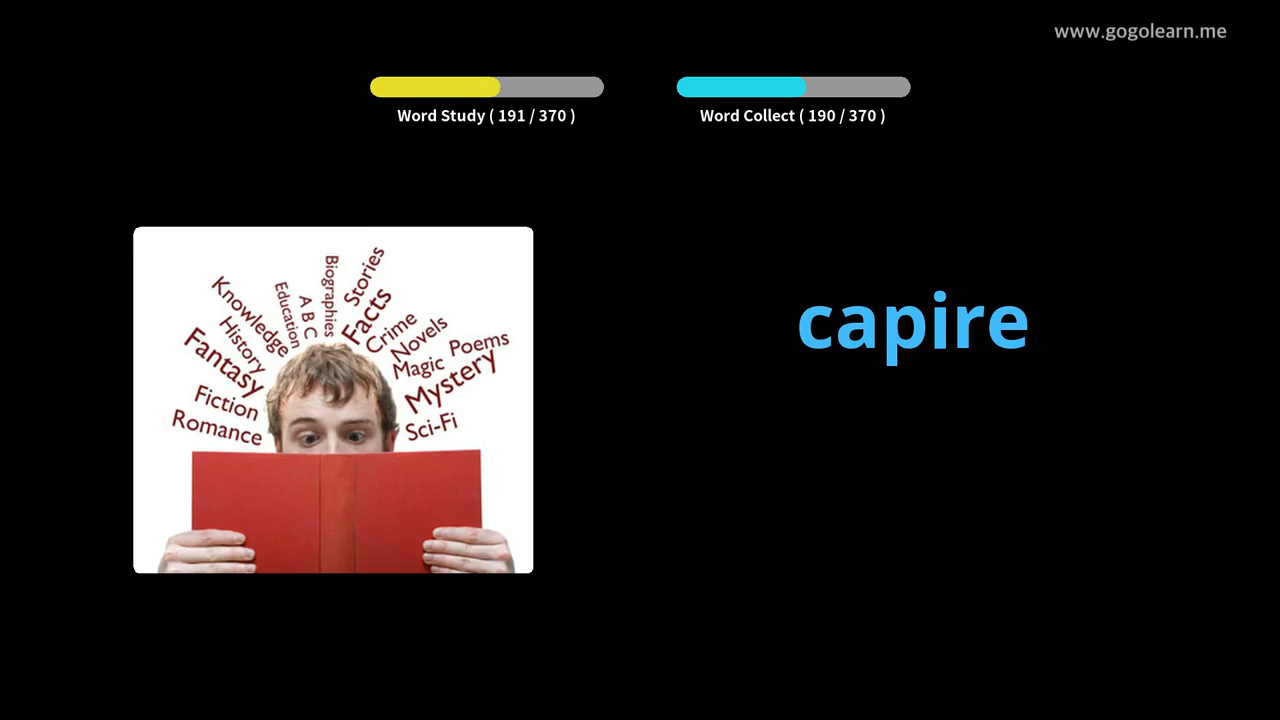 www.gogolearn.me
Word Study ( 191 / 370 )
Word Collect ( 190 / 370 )
capire
Biographies
Stories
Education
A B C
Facts
Knowledge
Crime
History
Novels
Poems
Fantasy
Magic
Mystery
Fiction
Romance
Sci-Fi